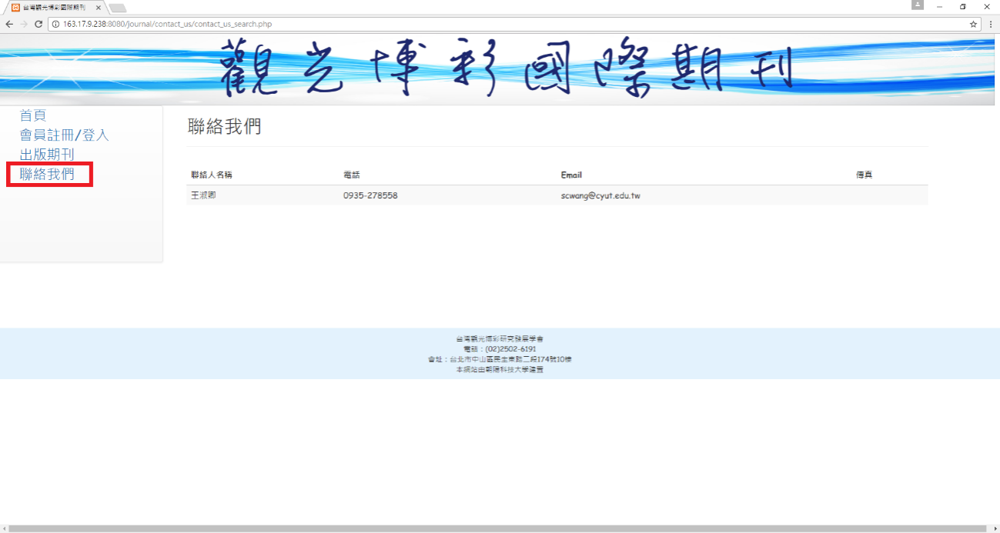 台灣觀光博彩國際期刊
163.17.9.238:8080/journal/contact_us/contact_us_search.php
觀光博彩國際期刊
首頁
會員註冊/登入
出版期刊
聯絡我們
聯絡我們
聯絡人名稱 電話 Email 傳真
王淑卿 0935-278558 scwang@cyut.edu.tw
台灣觀光博彩研究發展學會
電話：(02)2502-6191
會址：台北市中山區民生東路二段174號10樓
本網站由朝陽科技大學建置